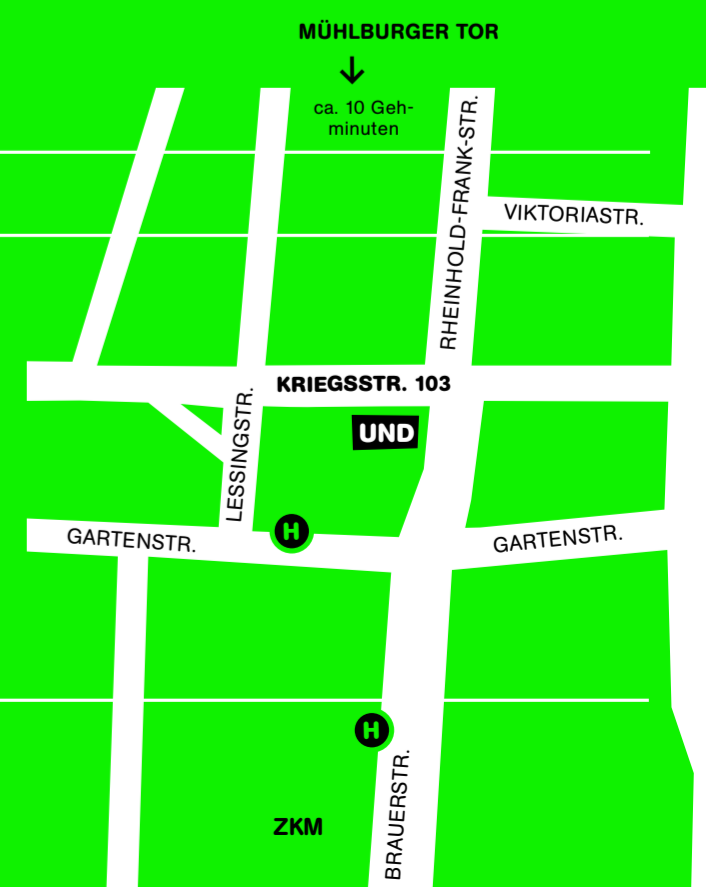 MÜHLBURGER TOR
↓
ca. 10 Geh-
minuten
RHEINHOLD-FRANK-STR.
VIKTORIASTR.
KRIEGSSTR. 103
LESSINGSTR.
UND
GARTENSTR.
H
GARTENSTR.
H
BRAUERSTR.
ZKM